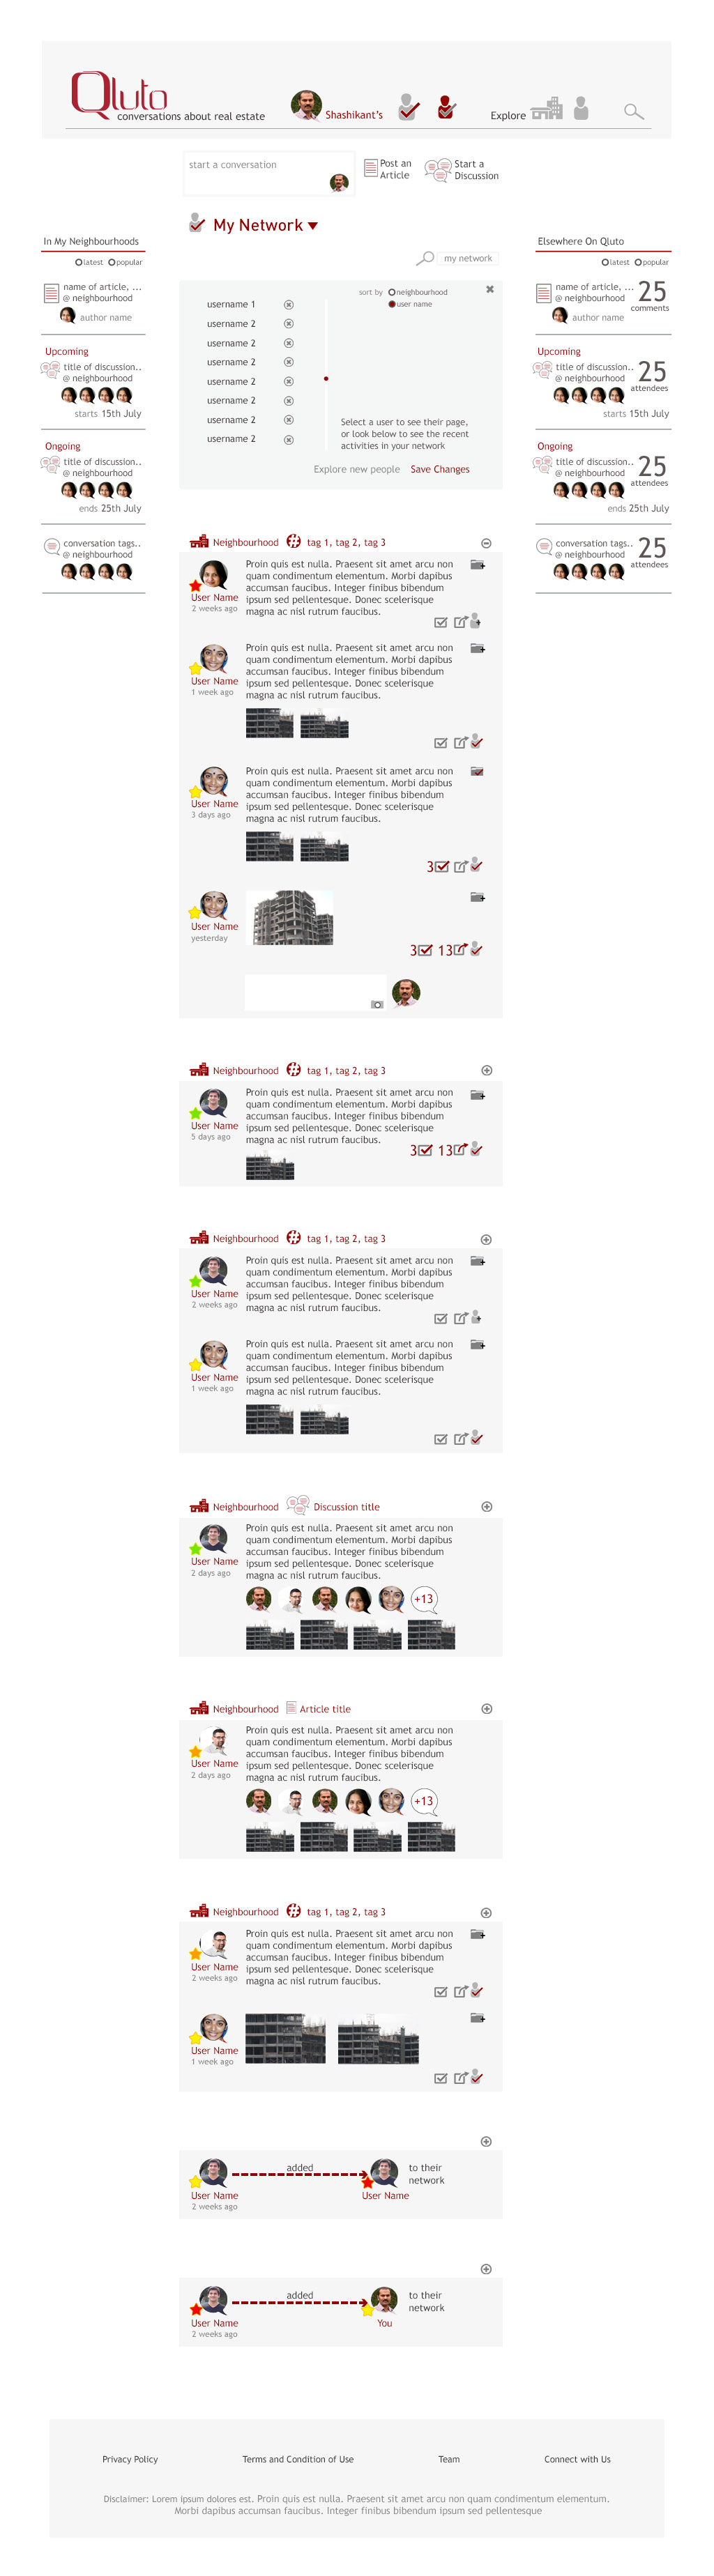 Qluto
conversations about real estate
Shashikant's
Explore
start a conversation
Post an
Article
Start a
Discussion
My Network
my network
In My Neighbourhoods
latest popular
name of article, ...
@ neighbourhood
author name
Upcoming
title of discussion..
@ neighbourhood
starts 15th July
Ongoing
title of discussion..
@ neighbourhood
ends 25th July
conversation tags..
@ neighbourhood
sort by neighbourhood
user name
username 1
username 2
username 2
username 2
username 2
username 2
username 2
username 2
Select a user to see their page,
or look below to see the recent
activities in your network
Explore new people Save Changes
Elsewhere On Qluto
latest popular
name of article, ...
@ neighbourhood
25
comments
author name
Upcoming
title of discussion..
@ neighbourhood
25
attendees
starts 15th July
Ongoing
title of discussion..
@ neighbourhood
25
attendees
ends 25th July
conversation tags..
@ neighbourhood
25
attendees
Neighbourhood # tag 1, tag 2, tag 3
Proin quis est nulla. Praesent sit amet arcu non
quam condimentum elementum. Morbi dapibus
accumsan faucibus. Integer finibus bibendum
ipsum sed pellentesque. Donec scelerisque
magna ac nisl rutrum faucibus.
User Name
2 weeks ago
Proin quis est nulla. Praesent sit amet arcu non
quam condimentum elementum. Morbi dapibus
accumsan faucibus. Integer finibus bibendum
ipsum sed pellentesque. Donec scelerisque
magna ac nisl rutrum faucibus.
User Name
1 week ago
Proin quis est nulla. Praesent sit amet arcu non
quam condimentum elementum. Morbi dapibus
accumsan faucibus. Integer finibus bibendum
ipsum sed pellentesque. Donec scelerisque
magna ac nisl rutrum faucibus.
User Name
3 days ago
3
User Name
yesterday
3 13
Neighbourhood # tag 1, tag 2, tag 3
Proin quis est nulla. Praesent sit amet arcu non
quam condimentum elementum. Morbi dapibus
accumsan faucibus. Integer finibus bibendum
ipsum sed pellentesque. Donec scelerisque
magna ac nisl rutrum faucibus.
User Name
5 days ago
3 13
Neighbourhood # tag 1, tag 2, tag 3
Proin quis est nulla. Praesent sit amet arcu non
quam condimentum elementum. Morbi dapibus
accumsan faucibus. Integer finibus bibendum
ipsum sed pellentesque. Donec scelerisque
magna ac nisl rutrum faucibus.
User Name
2 weeks ago
Proin quis est nulla. Praesent sit amet arcu non
quam condimentum elementum. Morbi dapibus
accumsan faucibus. Integer finibus bibendum
ipsum sed pellentesque. Donec scelerisque
magna ac nisl rutrum faucibus.
User Name
1 week ago
Neighbourhood Discussion title
Proin quis est nulla. Praesent sit amet arcu non
quam condimentum elementum. Morbi dapibus
accumsan faucibus. Integer finibus bibendum
ipsum sed pellentesque. Donec scelerisque
magna ac nisl rutrum faucibus.
User Name
2 days ago
+13
Neighbourhood Article title
Proin quis est nulla. Praesent sit amet arcu non
quam condimentum elementum. Morbi dapibus
accumsan faucibus. Integer finibus bibendum
ipsum sed pellentesque. Donec scelerisque
magna ac nisl rutrum faucibus.
User Name
2 days ago
+13
Neighbourhood # tag 1, tag 2, tag 3
Proin quis est nulla. Praesent sit amet arcu non
quam condimentum elementum. Morbi dapibus
accumsan faucibus. Integer finibus bibendum
ipsum sed pellentesque. Donec scelerisque
magna ac nisl rutrum faucibus.
User Name
2 weeks ago
User Name
1 week ago
added
to their
network
User Name
User Name
2 weeks ago
added
to their
network
User Name
You
2 weeks ago
Privacy Policy Terms and Condition of Use Team Connect with Us
Disclaimer: Lorem ipsum dolores est. Proin quis est nulla. Praesent sit amet arcu non quam condimentum elementum.
Morbi dapibus accumsan faucibus. Integer finibus bibendum ipsum sed pellentesque